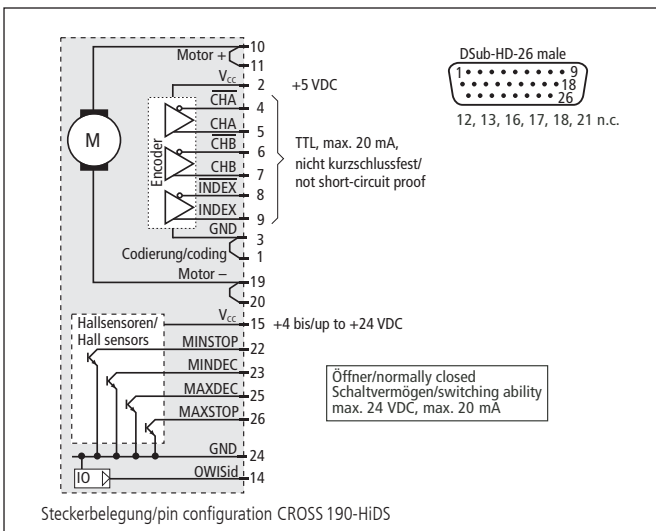 Motor +
10
11
V_CC
2
+5 VDC
CHA
4
CHA
5
CHB
6
CHB
7
INDEX
8
INDEX
9
GND
3
Codierung/coding
1
Motor –
19
20
M
Encoder
TTL, max. 20 mA,
nicht kurzschlussfest/
not short-circuit proof
DSub-HD-26 male
1
9
18
26
12, 13, 16, 17, 18, 21 n.c.
Hallsensoren/
Hall sensors
V_CC
15
+4 bis/up to +24 VDC
MINSTOP
22
MINDEC
23
MAXDEC
25
MAXSTOP
26
GND
24
IO
OWISid
14
Öffner/normally closed
Schaltvermögen/switching ability
max. 24 VDC, max. 20 mA
Steckerbelegung/pin configuration CROSS 190-HiDS